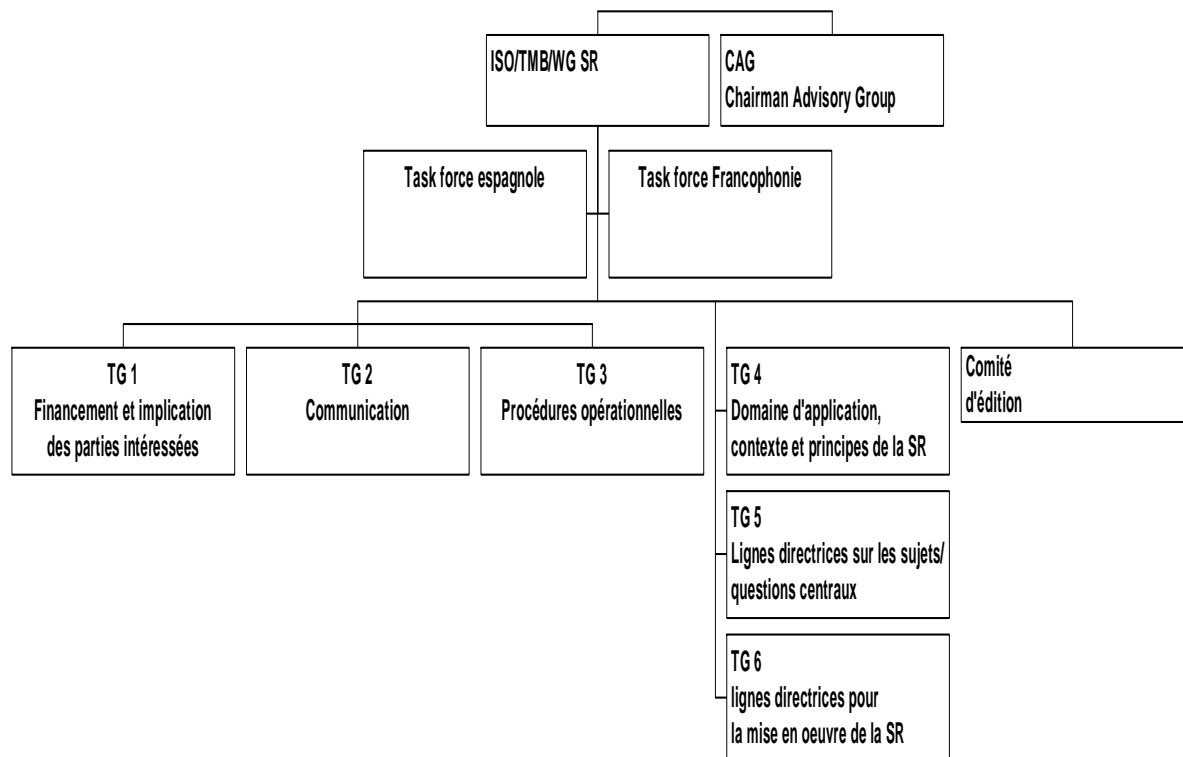 ISO/TMB/WG SR
CAG
Chairman Advisory Group
Task force espagnole
Task force Francophonie
TG 1
Financement et implication
des parties intéressées
TG 2
Communication
TG 3
Procédures opérationnelles
TG 4
Domaine d'application,
contexte et principes de la SR
Comité
d'édition
TG 5
Lignes directrices sur les sujets/
questions centraux
TG 6
lignes directrices pour
la mise en oeuvre de la SR